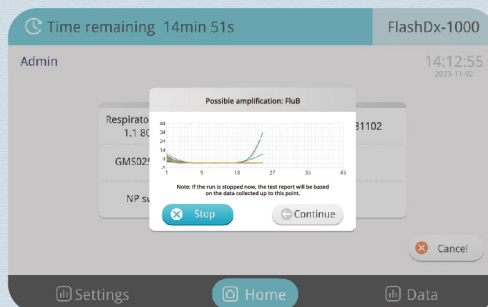 Time remaining 14min 51s
FlashDx-1000
Admin
14:12:55
2023-11-02
Possible amplification: FluB
Respirato
1.1 80
31102
44
34
24
14
4
1 9 18 27 35 45
GMS029
Note: if the run is stopped now, the test report will be based
on the data collected up to this point.
NP sw
Stop
Continue
Cancel
Settings
Home
Data